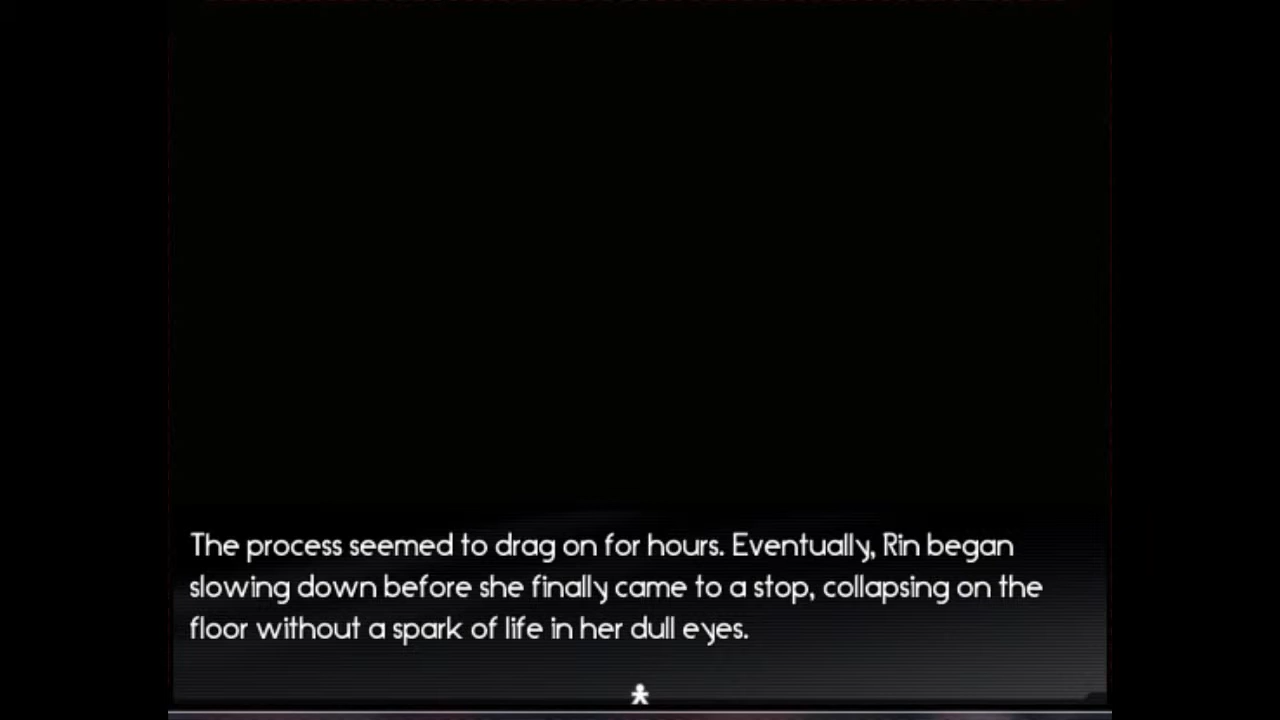 The process seemed to drag on for hours. Eventually, Rin began
slowing down before she finally came to a stop, collapsing on the
floor without a spark of life in her dull eyes.